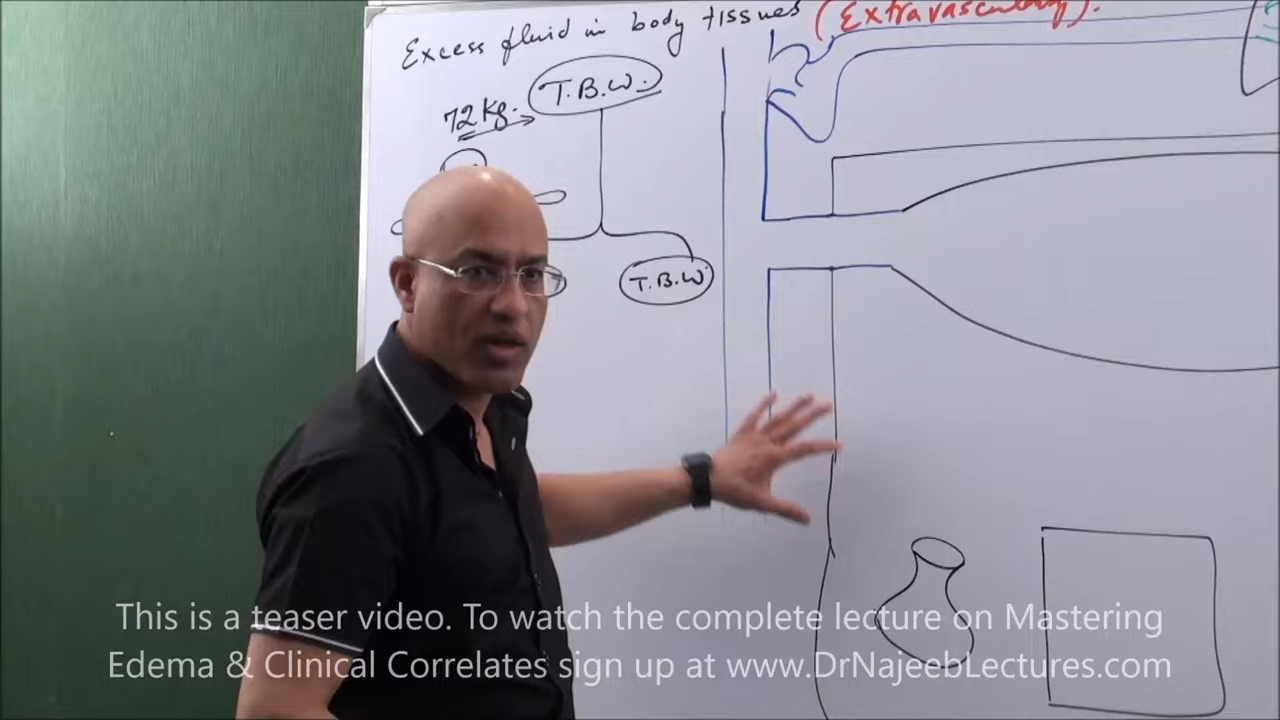 Excess fluid in body tissues (Extravascular).
T.B.W.
72 Kg.
T.B.W.
This is a teaser video. To watch the complete lecture on Mastering
Edema & Clinical Correlates sign up at www.DrNajeebLectures.com